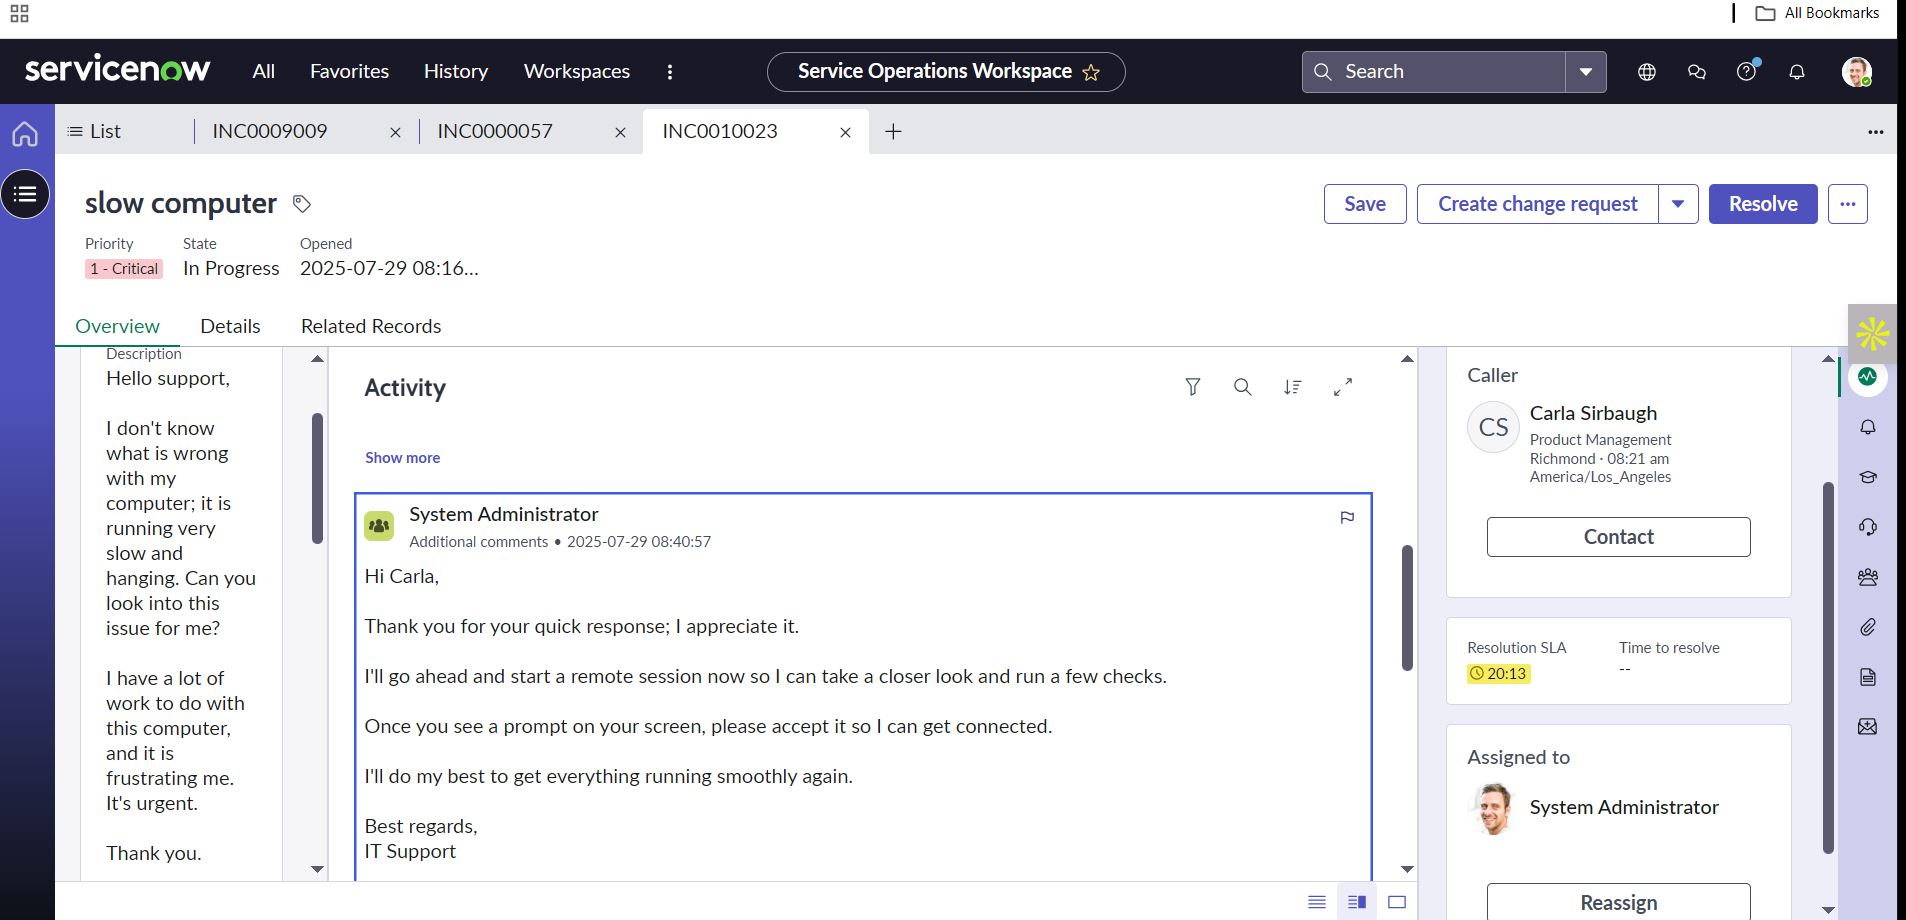 All Bookmarks
servicenow
All
Favorites
History
Workspaces
Service Operations Workspace
Search
List
INC0009009
INC0000057
INC0010023
slow computer
Save
Create change request
Resolve
Priority
State
Opened
1 - Critical
In Progress
2025-07-29 08:16...
Overview
Details
Related Records
Description
Hello support,
I don't know
what is wrong
with my
computer; it is
running very
slow and
hanging. Can you
look into this
issue for me?
I have a lot of
work to do with
this computer,
and it is
frustrating me.
It's urgent.
Thank you.
Activity
Show more
System Administrator
Additional comments • 2025-07-29 08:40:57
Hi Carla,
Thank you for your quick response; I appreciate it.
I'll go ahead and start a remote session now so I can take a closer look and run a few checks.
Once you see a prompt on your screen, please accept it so I can get connected.
I'll do my best to get everything running smoothly again.
Best regards,
IT Support
Caller
CS
Carla Sirbaugh
Product Management
Richmond · 08:21 am
America/Los_Angeles
Contact
Resolution SLA
Time to resolve
20:13
--
Assigned to
System Administrator
Reassign